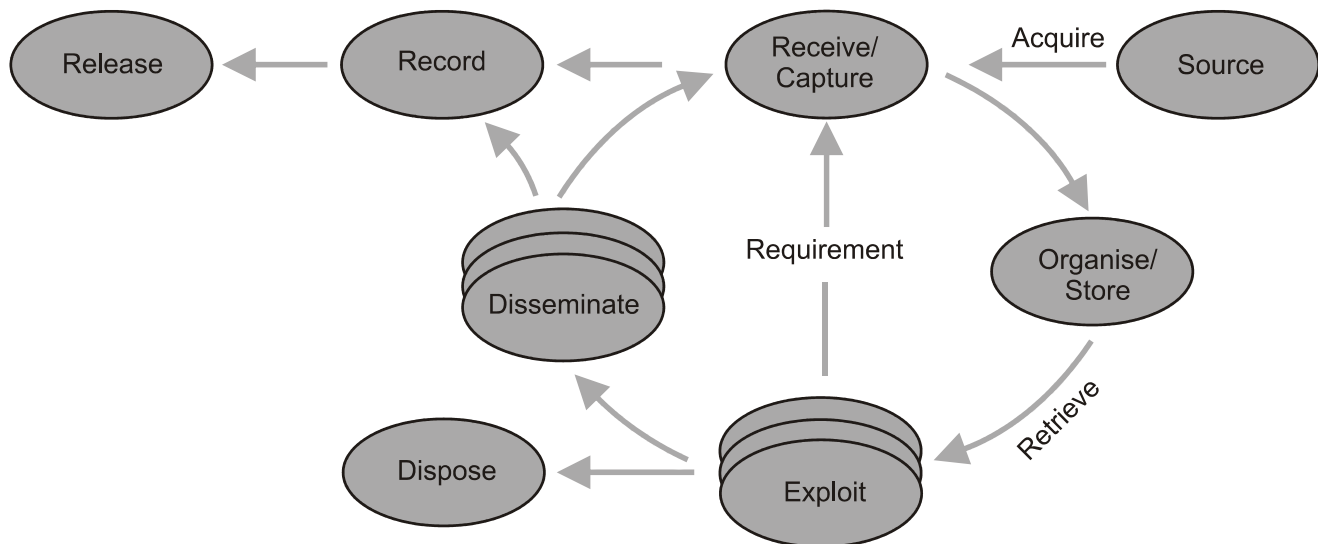 Release
Record
Receive/
Capture
Acquire
Source
Requirement
Organise/
Store
Disseminate
Retrieve
Dispose
Exploit